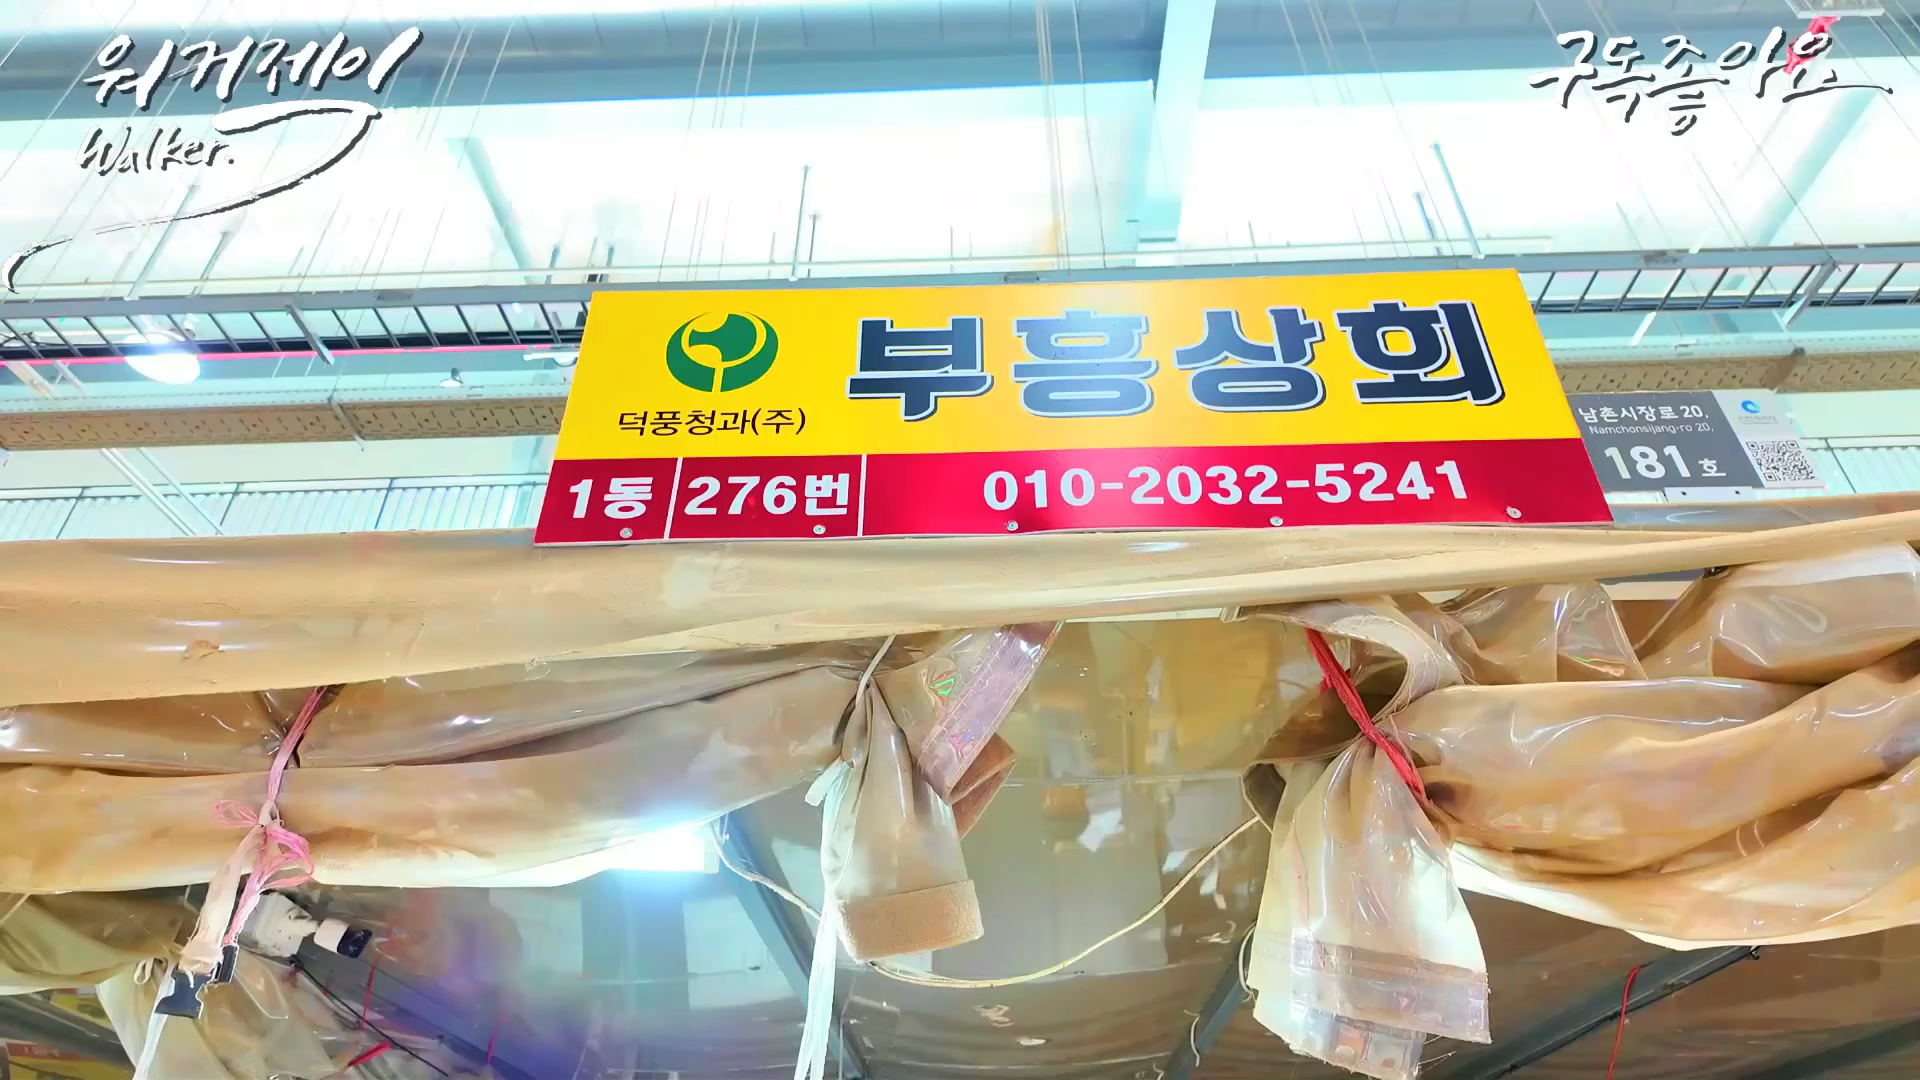 워커제이
Walker.
구독좋아요
부흥상회
덕풍청과(주)
1동 276번 010-2032-5241
남촌시장로20,
Namchonsijang-ro 20,
181호